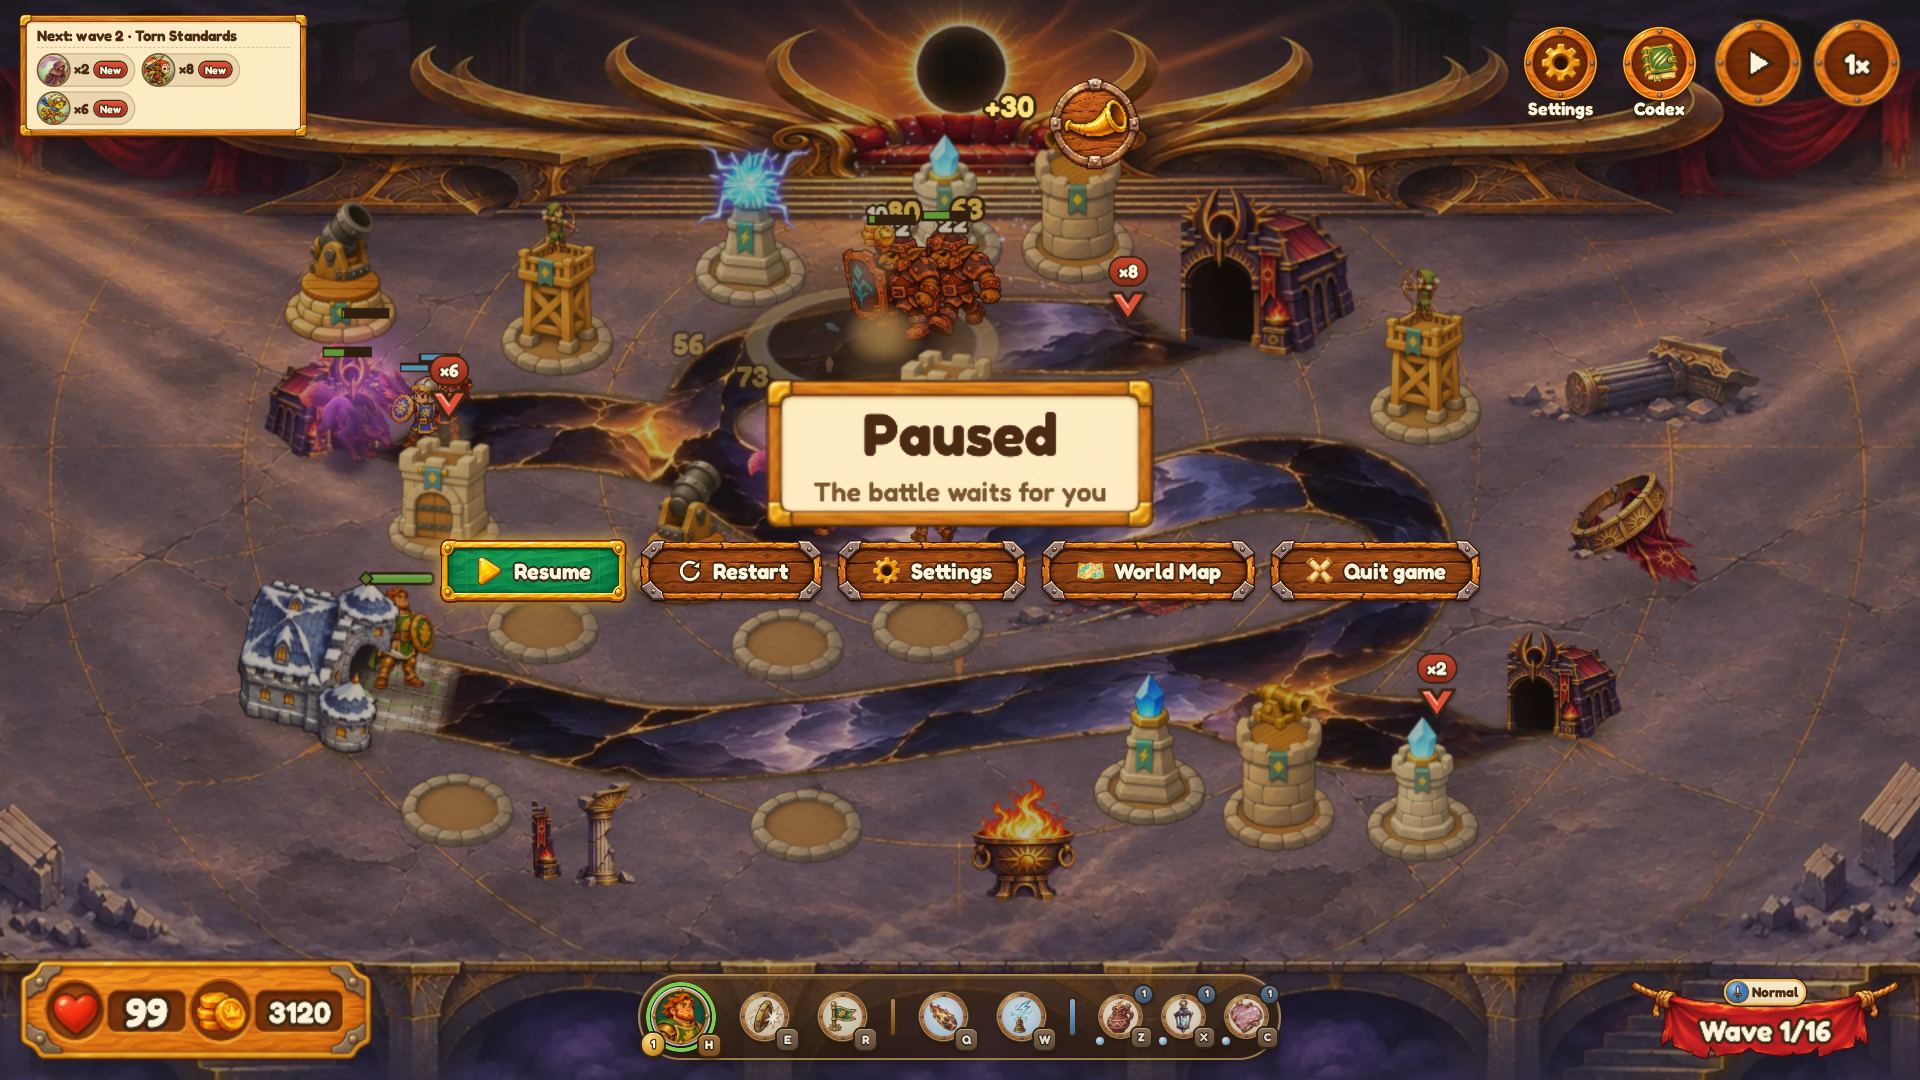 Next: wave 2 · Torn Standards
x2 New x8 New
x6 New
+30
Settings
Codex
1x
63
x8
56
73
x6
Paused
The battle waits for you
Resume
Restart
Settings
World Map
Quit game
x2
99
3120
1 H
E
R
Q
W
1 Z
1 X
1 C
Normal
Wave 1/16